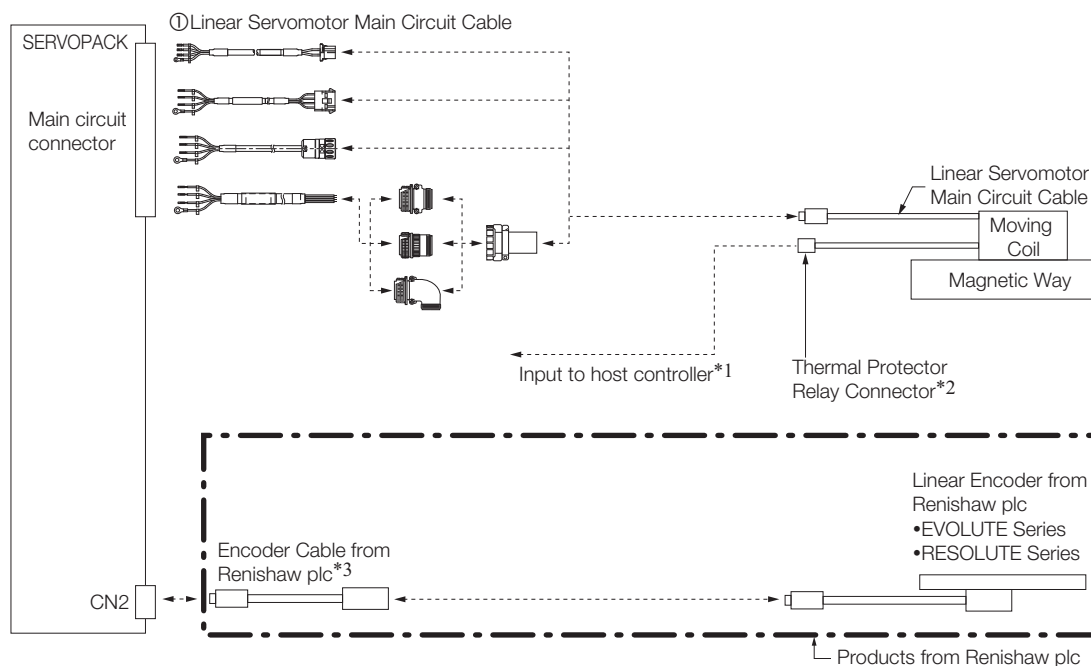 ①Linear Servomotor Main Circuit Cable
SERVOPACK
Main circuit
connector
Linear Servomotor
Main Circuit Cable
Moving
Coil
Magnetic Way
Input to host controller*1
Thermal Protector
Relay Connector*2
Linear Encoder from
Renishaw plc
•EVOLUTE Series
•RESOLUTE Series
Encoder Cable from
Renishaw plc*3
CN2
Products from Renishaw plc